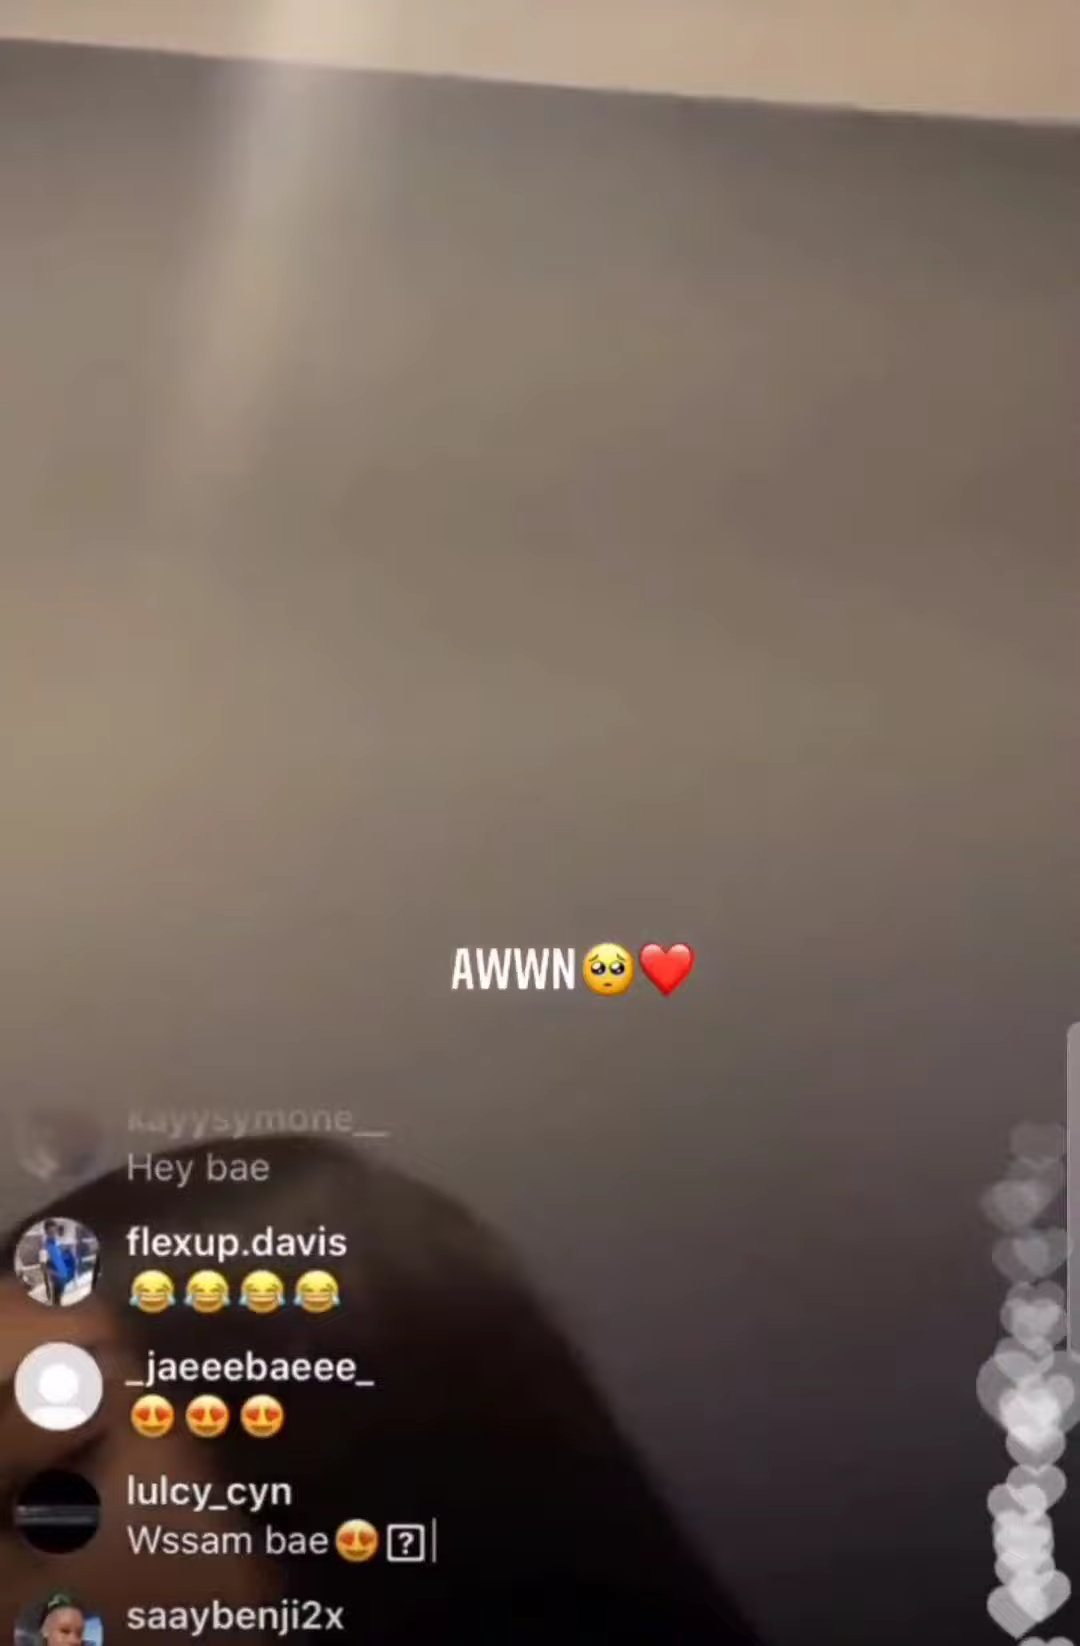 AWWN🥺❤️
kayysymone__
Hey bae
flexup.davis
😂😂😂😂
_jaeeebaeee_
😍😍😍
lulcy_cyn
Wssam bae😍[?]|
saaybenji2x